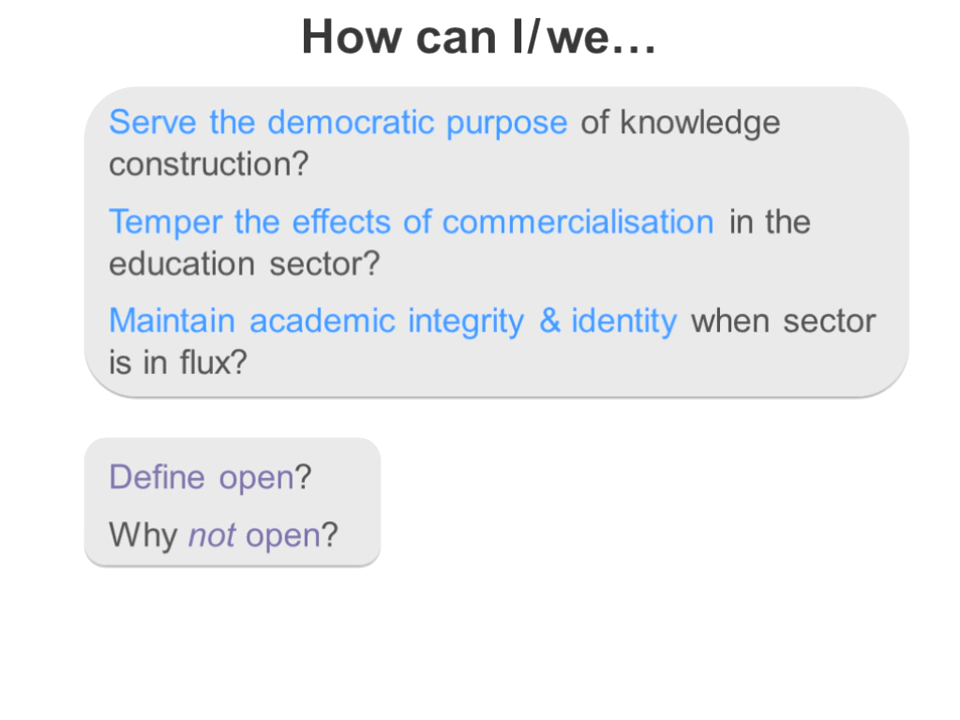 How can I/we…
Serve the democratic purpose of knowledge
construction?
Temper the effects of commercialisation in the
education sector?
Maintain academic integrity & identity when sector
is in flux?
Define open?
Why not open?